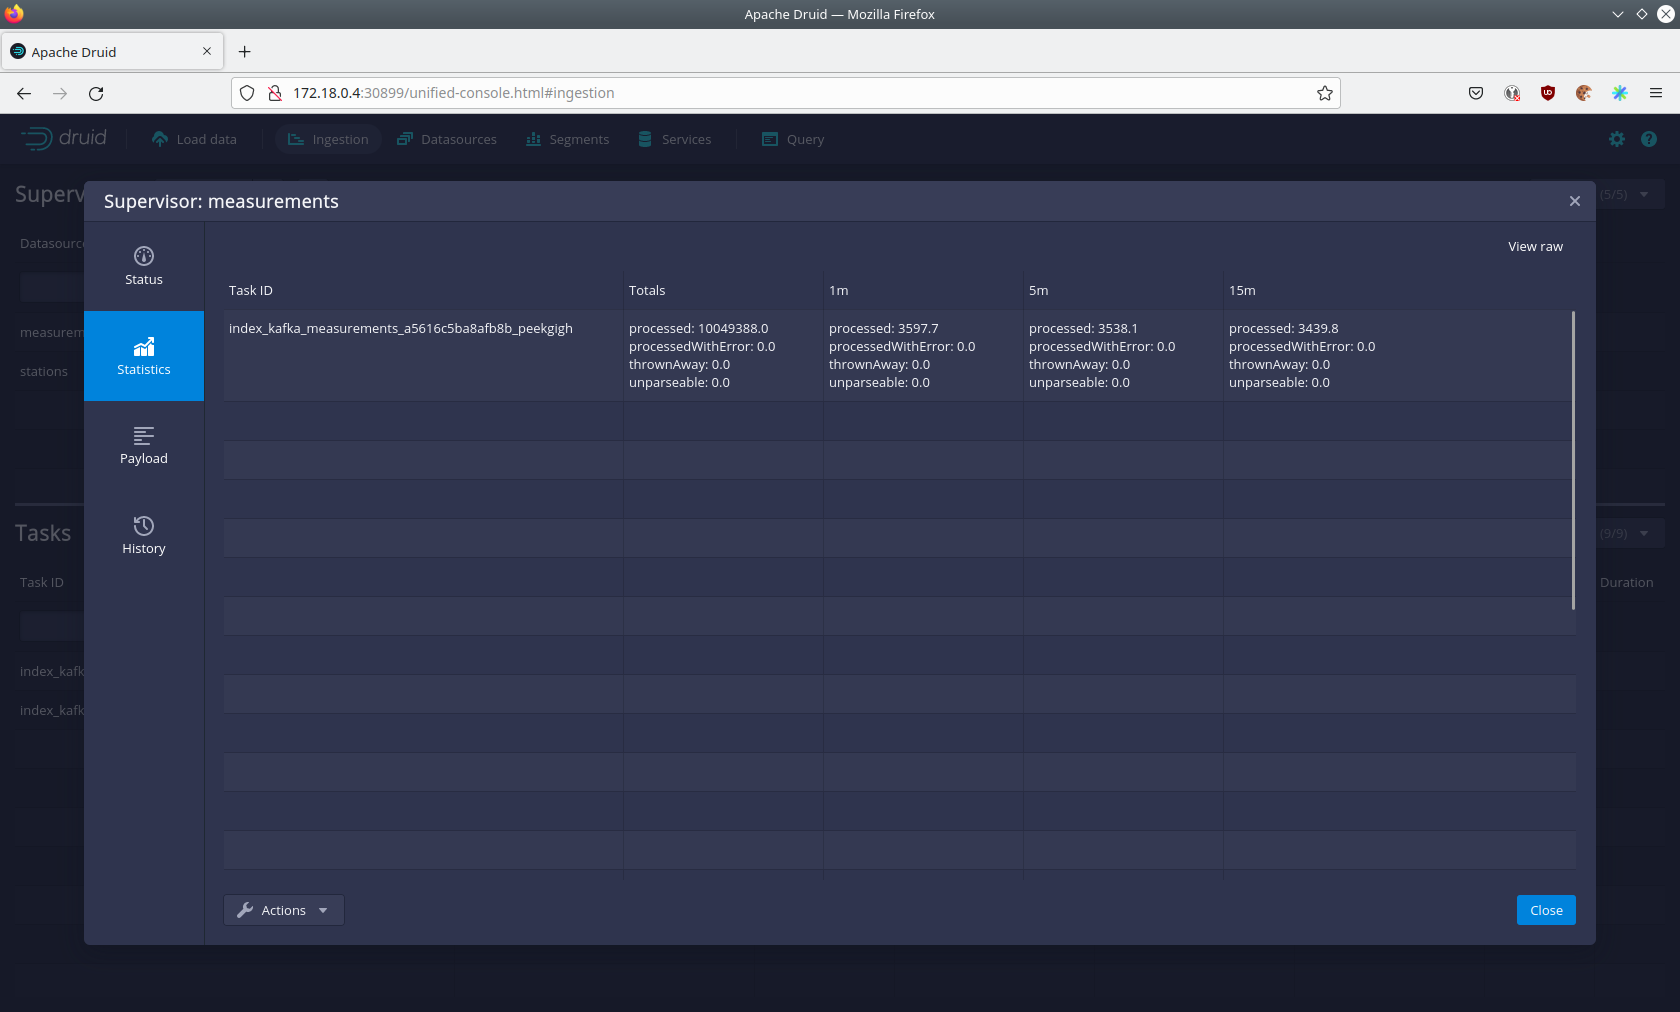 Apache Druid — Mozilla Firefox
Apache Druid
172.18.0.4:30899/unified-console.html#ingestion
druid
Load data
Ingestion
Datasources
Segments
Services
Query
(5/5)
Supervisor: measurements
Status
Statistics
Payload
History
View raw
Task ID Totals 1m 5m 15m
index_kafka_measurements_a5616c5ba8afb8b_peekgigh processed: 10049388.0 processed: 3597.7 processed: 3538.1 processed: 3439.8
processedWithError: 0.0 processedWithError: 0.0 processedWithError: 0.0 processedWithError: 0.0
thrownAway: 0.0 thrownAway: 0.0 thrownAway: 0.0 thrownAway: 0.0
unparseable: 0.0 unparseable: 0.0 unparseable: 0.0 unparseable: 0.0
Actions
Close
Superv
Datasourc
measurem
stations
Tasks
(9/9)
Task ID
Duration
index_kafk
index_kafk